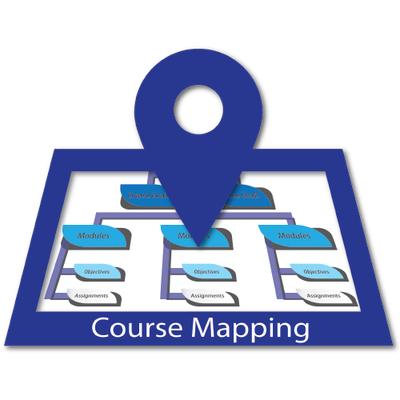 Modules Modules
Objectives Objectives Objectives
Assignments Assignments Assignments
Course Mapping